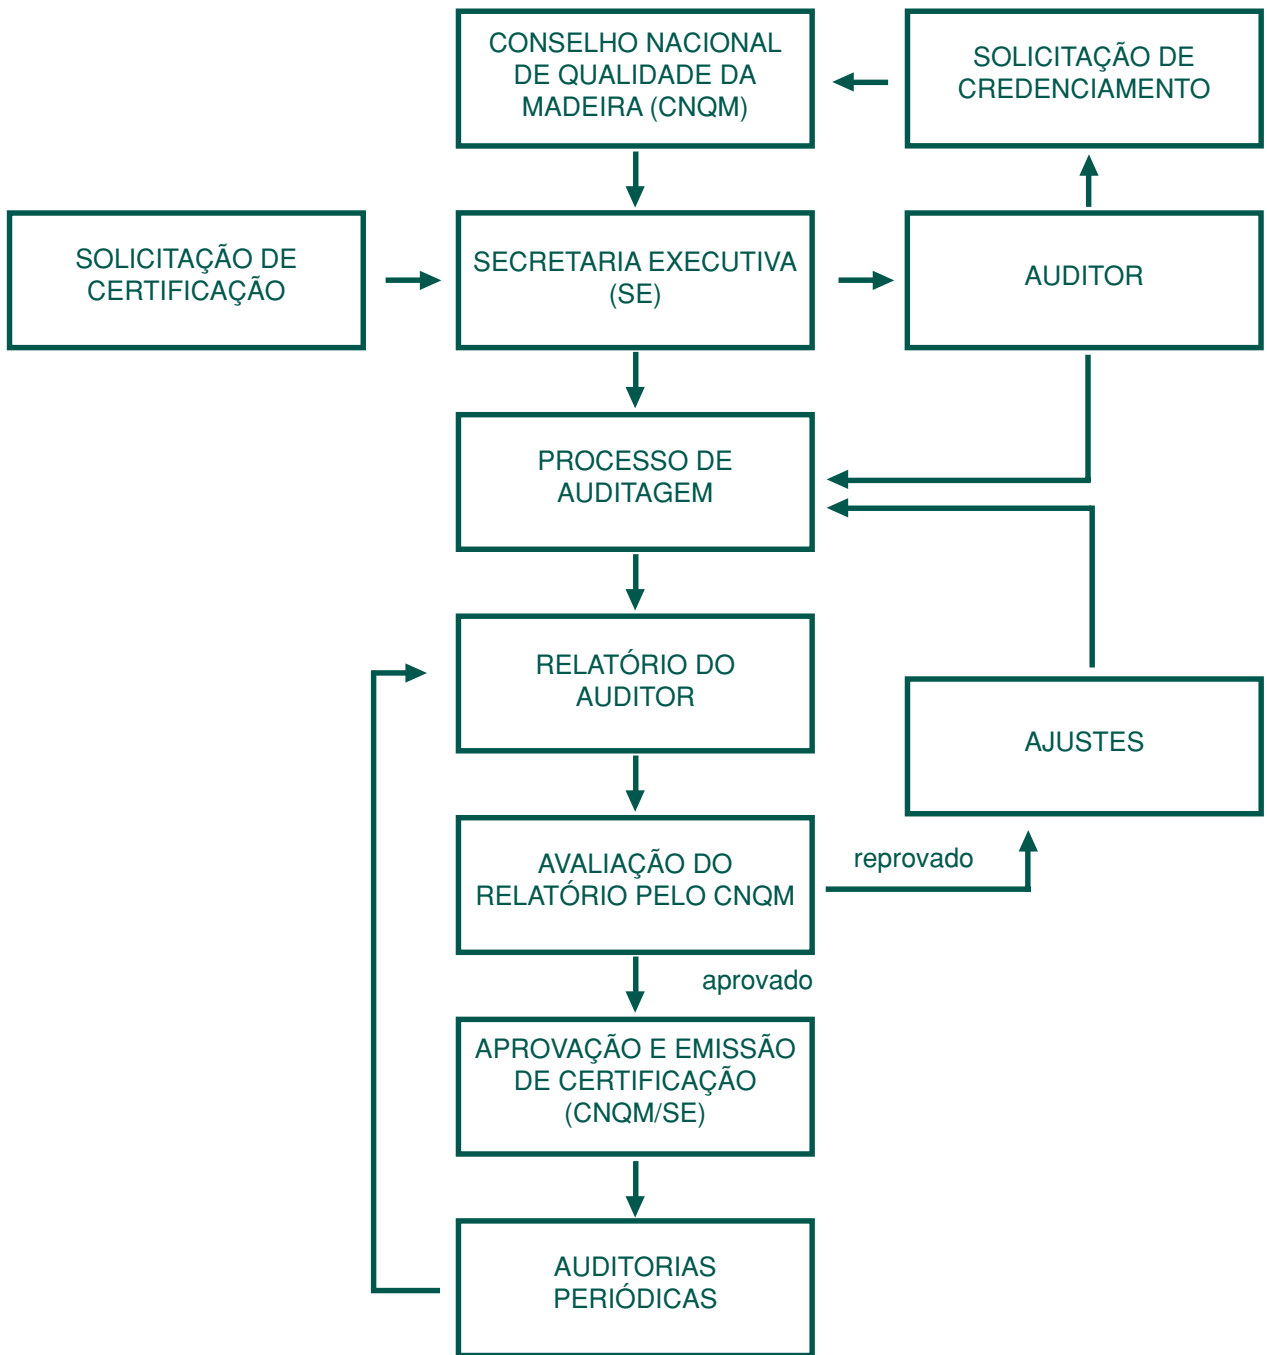 CONSELHO NACIONAL
DE QUALIDADE DA
MADEIRA (CNQM)
SOLICITAÇÃO DE
CREDENCIAMENTO
SOLICITAÇÃO DE
CERTIFICAÇÃO
SECRETARIA EXECUTIVA
(SE)
AUDITOR
PROCESSO DE
AUDITAGEM
RELATÓRIO DO
AUDITOR
AJUSTES
AVALIAÇÃO DO
RELATÓRIO PELO CNQM
reprovado
aprovado
APROVAÇÃO E EMISSÃO
DE CERTIFICAÇÃO
(CNQM/SE)
AUDITORIAS
PERIÓDICAS